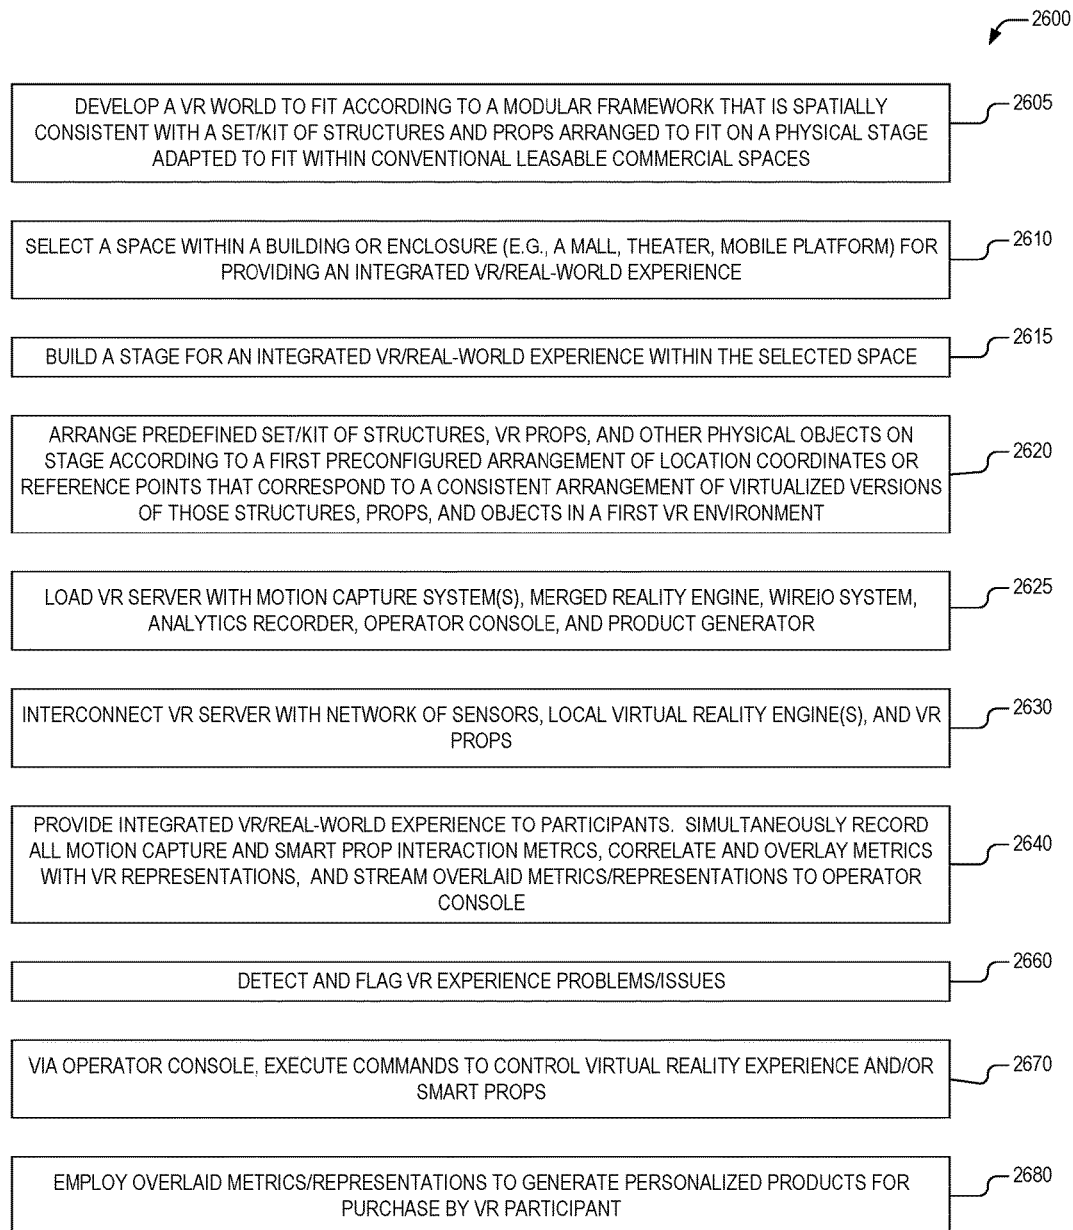 2600
DEVELOP A VR WORLD TO FIT ACCORDING TO A MODULAR FRAMEWORK THAT IS SPATIALLY
CONSISTENT WITH A SET/KIT OF STRUCTURES AND PROPS ARRANGED TO FIT ON A PHYSICAL STAGE
ADAPTED TO FIT WITHIN CONVENTIONAL LEASABLE COMMERCIAL SPACES
2605
SELECT A SPACE WITHIN A BUILDING OR ENCLOSURE (E.G., A MALL, THEATER, MOBILE PLATFORM) FOR
PROVIDING AN INTEGRATED VR/REAL-WORLD EXPERIENCE
2610
BUILD A STAGE FOR AN INTEGRATED VR/REAL-WORLD EXPERIENCE WITHIN THE SELECTED SPACE
2615
ARRANGE PREDEFINED SET/KIT OF STRUCTURES, VR PROPS, AND OTHER PHYSICAL OBJECTS ON
STAGE ACCORDING TO A FIRST PRECONFIGURED ARRANGEMENT OF LOCATION COORDINATES OR
REFERENCE POINTS THAT CORRESPOND TO A CONSISTENT ARRANGEMENT OF VIRTUALIZED VERSIONS
OF THOSE STRUCTURES, PROPS, AND OBJECTS IN A FIRST VR ENVIRONMENT
2620
LOAD VR SERVER WITH MOTION CAPTURE SYSTEM(S), MERGED REALITY ENGINE, WIREIO SYSTEM,
ANALYTICS RECORDER, OPERATOR CONSOLE, AND PRODUCT GENERATOR
2625
INTERCONNECT VR SERVER WITH NETWORK OF SENSORS, LOCAL VIRTUAL REALITY ENGINE(S), AND VR
PROPS
2630
PROVIDE INTEGRATED VR/REAL-WORLD EXPERIENCE TO PARTICIPANTS. SIMULTANEOUSLY RECORD
ALL MOTION CAPTURE AND SMART PROP INTERACTION METRCS, CORRELATE AND OVERLAY METRICS
WITH VR REPRESENTATIONS, AND STREAM OVERLAID METRICS/REPRESENTATIONS TO OPERATOR
CONSOLE
2640
DETECT AND FLAG VR EXPERIENCE PROBLEMS/ISSUES
2660
VIA OPERATOR CONSOLE, EXECUTE COMMANDS TO CONTROL VIRTUAL REALITY EXPERIENCE AND/OR
SMART PROPS
2670
EMPLOY OVERLAID METRICS/REPRESENTATIONS TO GENERATE PERSONALIZED PRODUCTS FOR
PURCHASE BY VR PARTICIPANT
2680